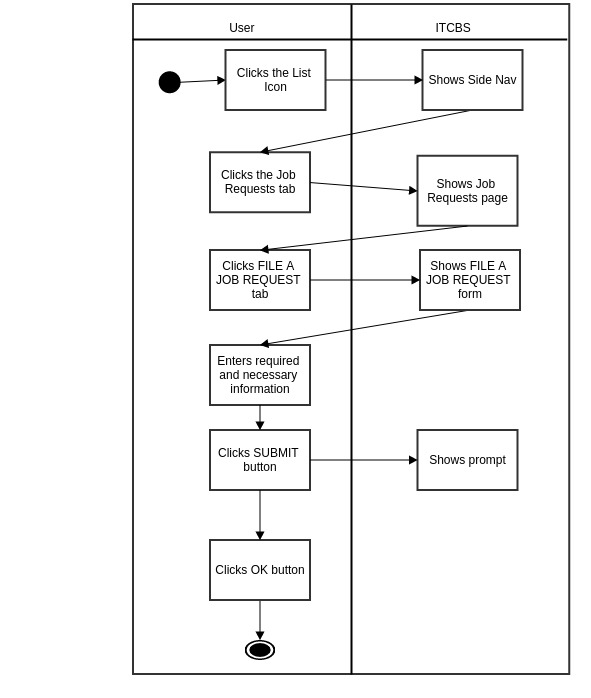 User
ITCBS
Clicks the List
Icon
Shows Side Nav
Clicks the Job
Requests tab
Shows Job
Requests page
Clicks FILE A
JOB REQUEST
tab
Shows FILE A
JOB REQUEST
form
Enters required
and necessary
information
Clicks SUBMIT
button
Shows prompt
Clicks OK button